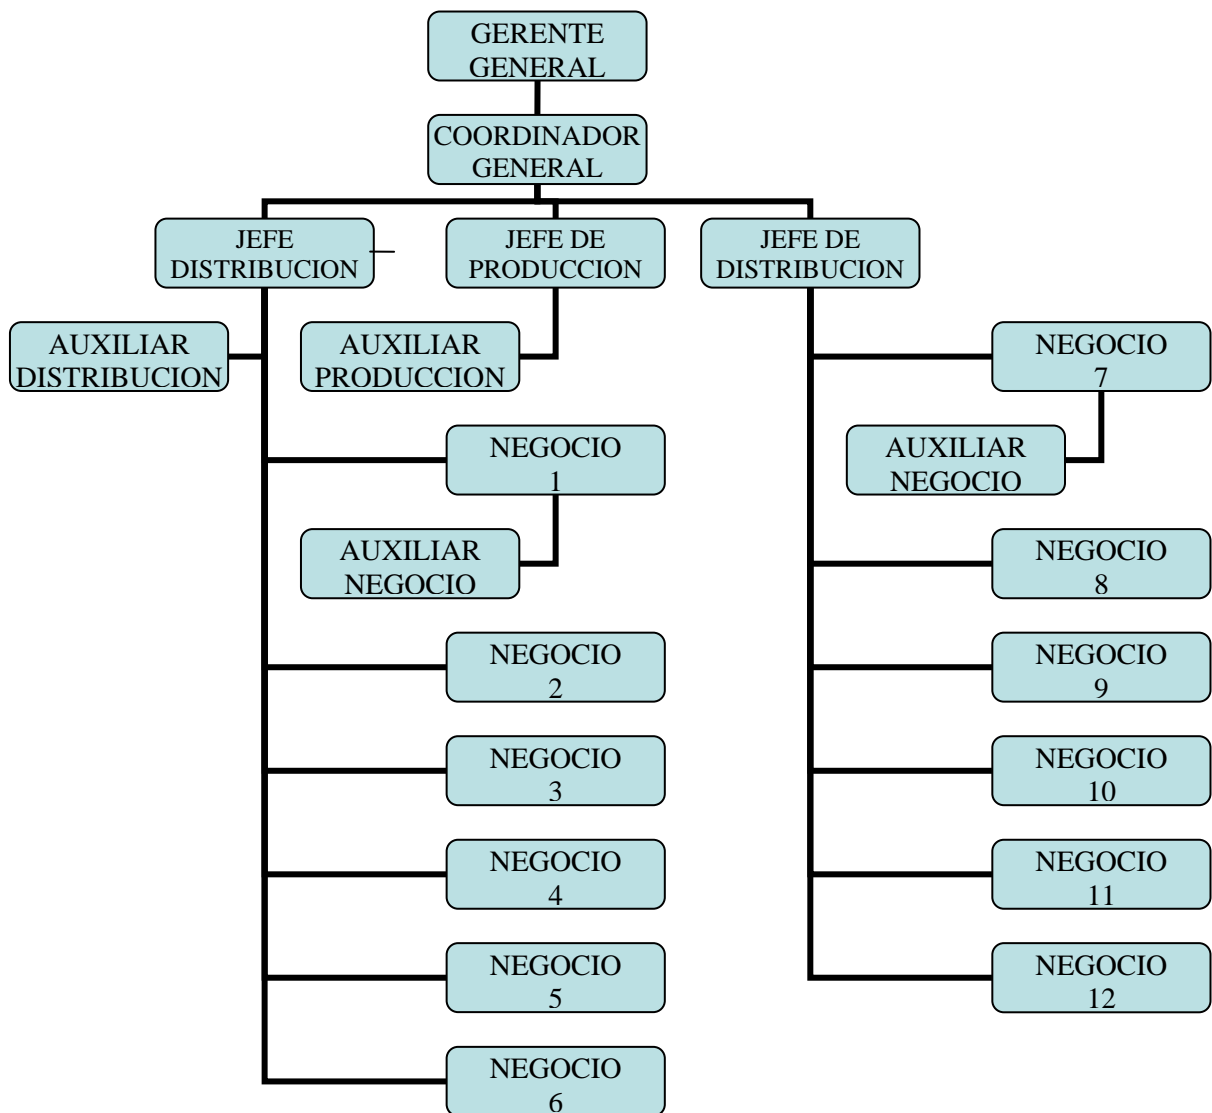 GERENTE
GENERAL
COORDINADOR
GENERAL
JEFE
DISTRIBUCION
JEFE DE
PRODUCCION
JEFE DE
DISTRIBUCION
AUXILIAR
DISTRIBUCION
AUXILIAR
PRODUCCION
NEGOCIO
7
NEGOCIO
1
AUXILIAR
NEGOCIO
AUXILIAR
NEGOCIO
NEGOCIO
8
NEGOCIO
2
NEGOCIO
9
NEGOCIO
3
NEGOCIO
10
NEGOCIO
4
NEGOCIO
11
NEGOCIO
5
NEGOCIO
12
NEGOCIO
6